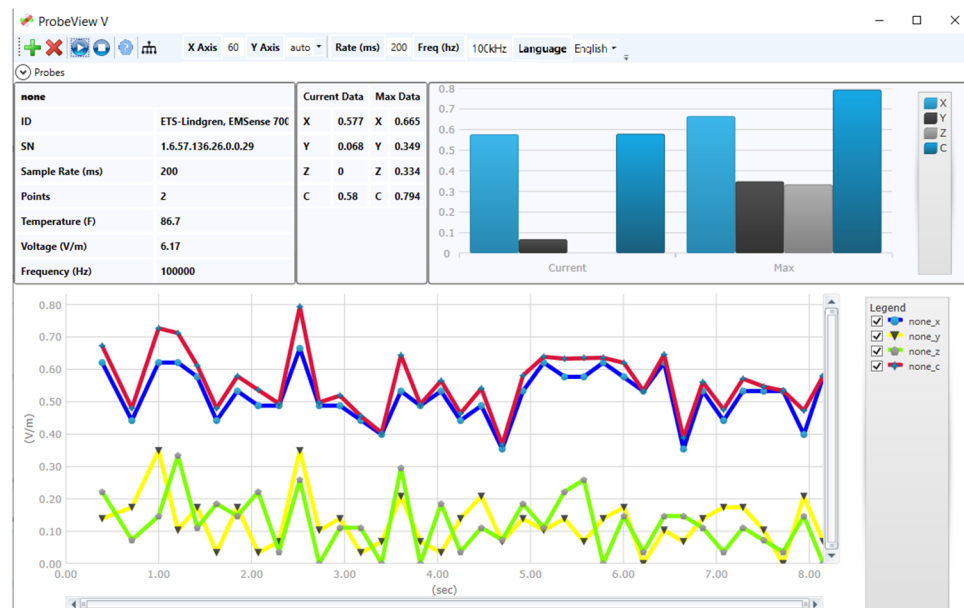 ProbeView V
X Axis 60 Y Axis auto Rate (ms) 200 Freq (hz) 100kHz Language English
Probes
none
ID ETS-Lindgren, EMSense 700
SN 1.6.57.136.26.0.0.29
Sample Rate (ms) 200
Points 2
Temperature (F) 86.7
Voltage (V/m) 6.17
Frequency (Hz) 100000
Current Data Max Data
X 0.577 X 0.665
Y 0.068 Y 0.349
Z 0 Z 0.334
C 0.58 C 0.794
0.8
0.7
0.6
0.5
0.4
0.3
0.2
0.1
0
Current Max
X
Y
Z
C
0.80
0.70
0.60
0.50
0.40
0.30
0.20
0.10
0.00
(V/m)
0.00 1.00 2.00 3.00 4.00 5.00 6.00 7.00 8.00
(sec)
Legend
none_x
none_y
none_z
none_c